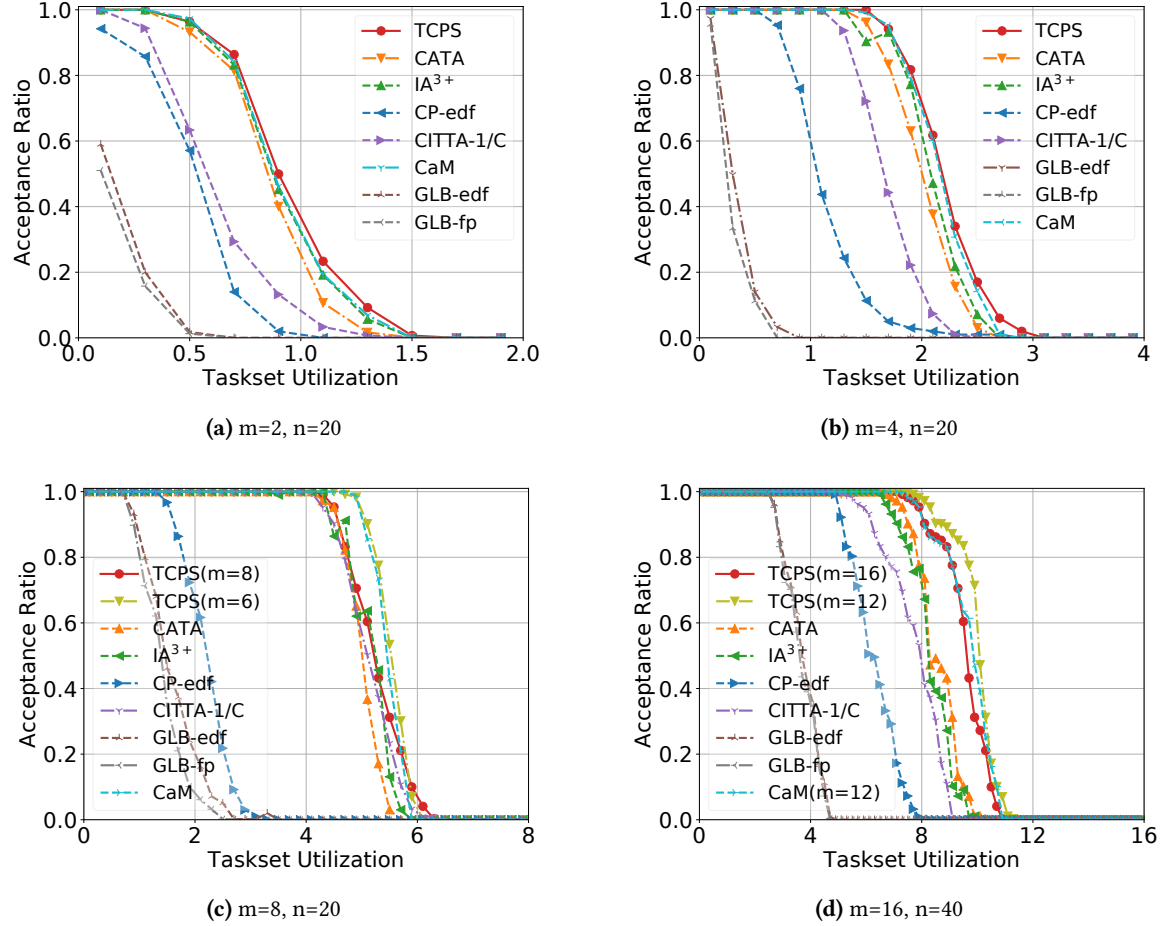 1.0
0.8
0.6
0.4
0.2
0.0
Acceptance Ratio
0.0 0.5 1.0 1.5 2.0
Taskset Utilization
TCPS
CATA
IA³⁺
CP-edf
CITTA-1/C
CaM
GLB-edf
GLB-fp
(a) m=2, n=20
1.0
0.8
0.6
0.4
0.2
0.0
Acceptance Ratio
0 1 2 3 4
Taskset Utilization
TCPS
CATA
IA³⁺
CP-edf
CITTA-1/C
GLB-edf
GLB-fp
CaM
(b) m=4, n=20
1.0
0.8
0.6
0.4
0.2
0.0
Acceptance Ratio
0 2 4 6 8
Taskset Utilization
TCPS(m=8)
TCPS(m=6)
CATA
IA³⁺
CP-edf
CITTA-1/C
GLB-edf
GLB-fp
CaM
(c) m=8, n=20
1.0
0.8
0.6
0.4
0.2
0.0
Acceptance Ratio
0 4 8 12 16
Taskset Utilization
TCPS(m=16)
TCPS(m=12)
CATA
IA³⁺
CP-edf
CITTA-1/C
GLB-edf
GLB-fp
CaM(m=12)
(d) m=16, n=40